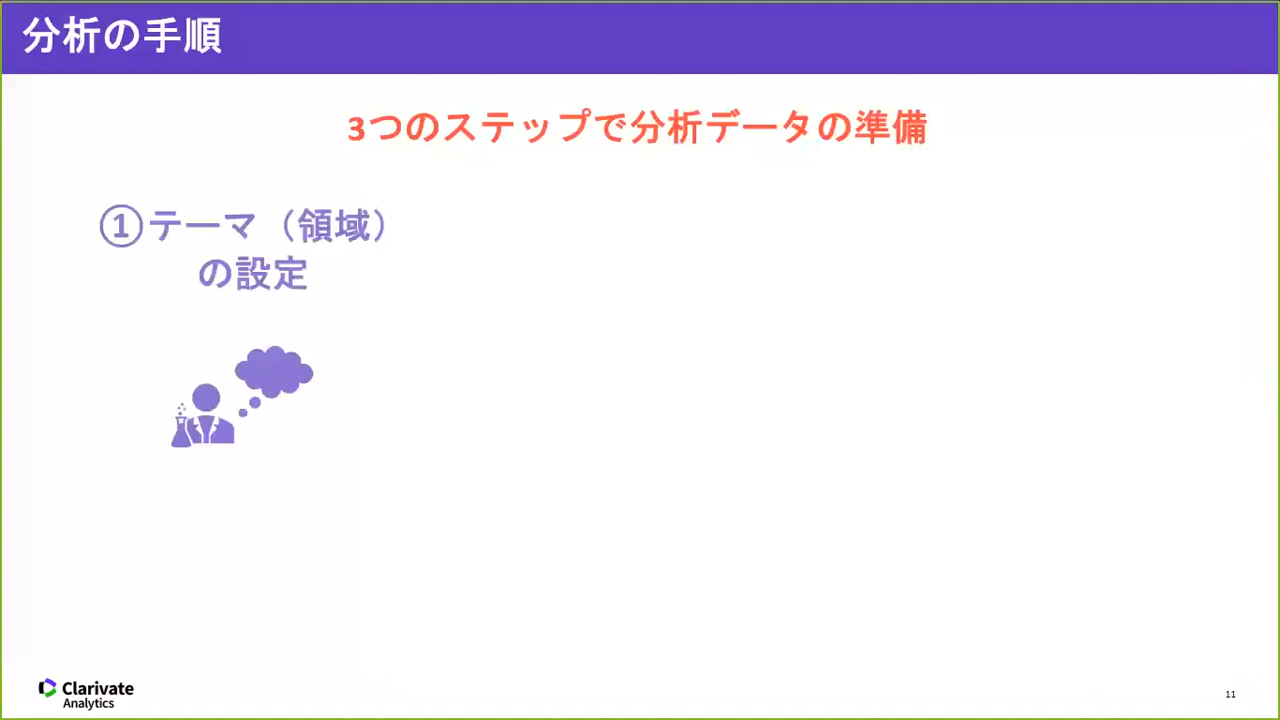 分析の手順
3つのステップで分析データの準備
①テーマ（領域）
の設定
Clarivate
Analytics
11